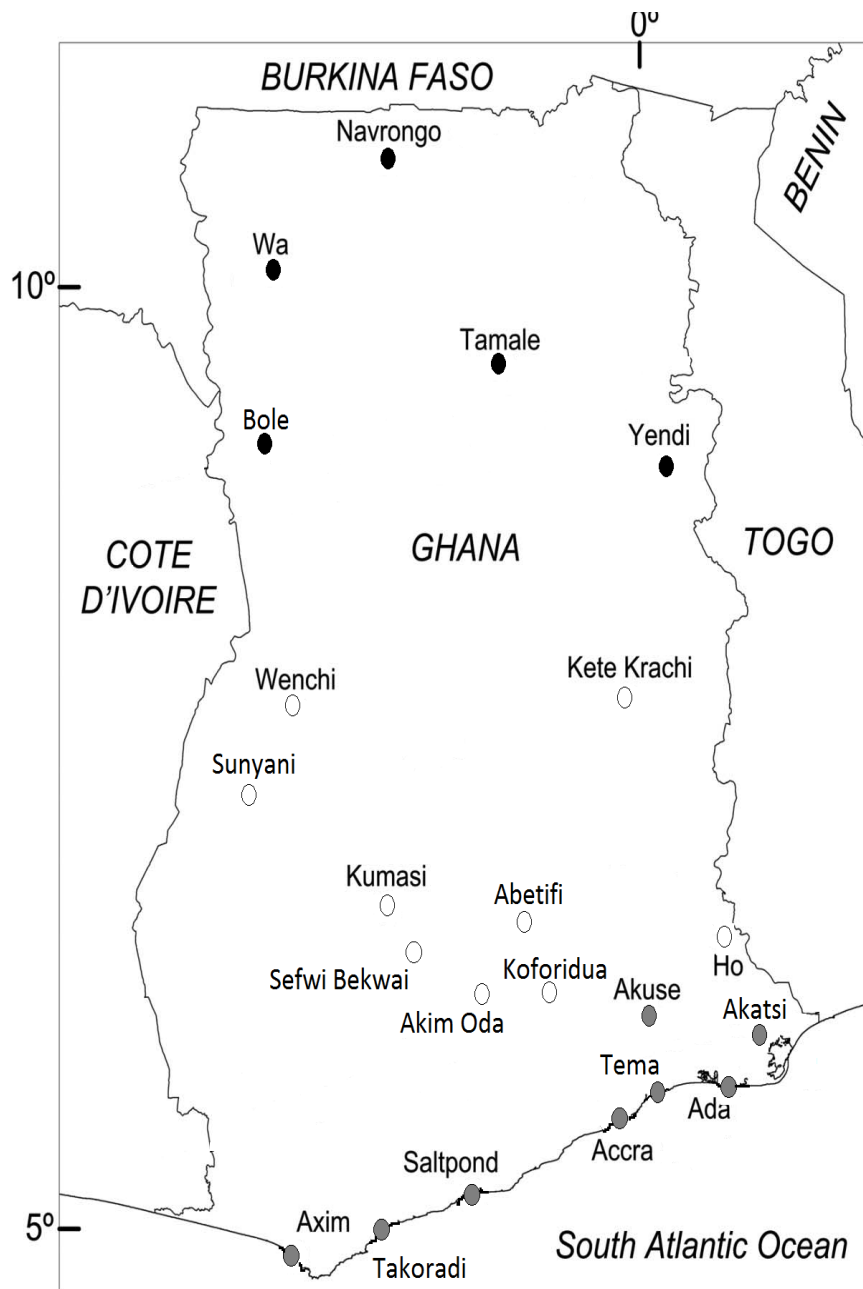 0º
BURKINA FASO
Navrongo
BENIN
Wa
10º
Tamale
Bole
Yendi
COTE
D'IVOIRE
GHANA
TOGO
Wenchi
Kete Krachi
Sunyani
Kumasi
Abetifi
Sefwi Bekwai
Koforidua
Ho
Akim Oda
Akuse
Akatsi
Tema
Ada
Accra
Saltpond
Axim
5º
Takoradi
South Atlantic Ocean